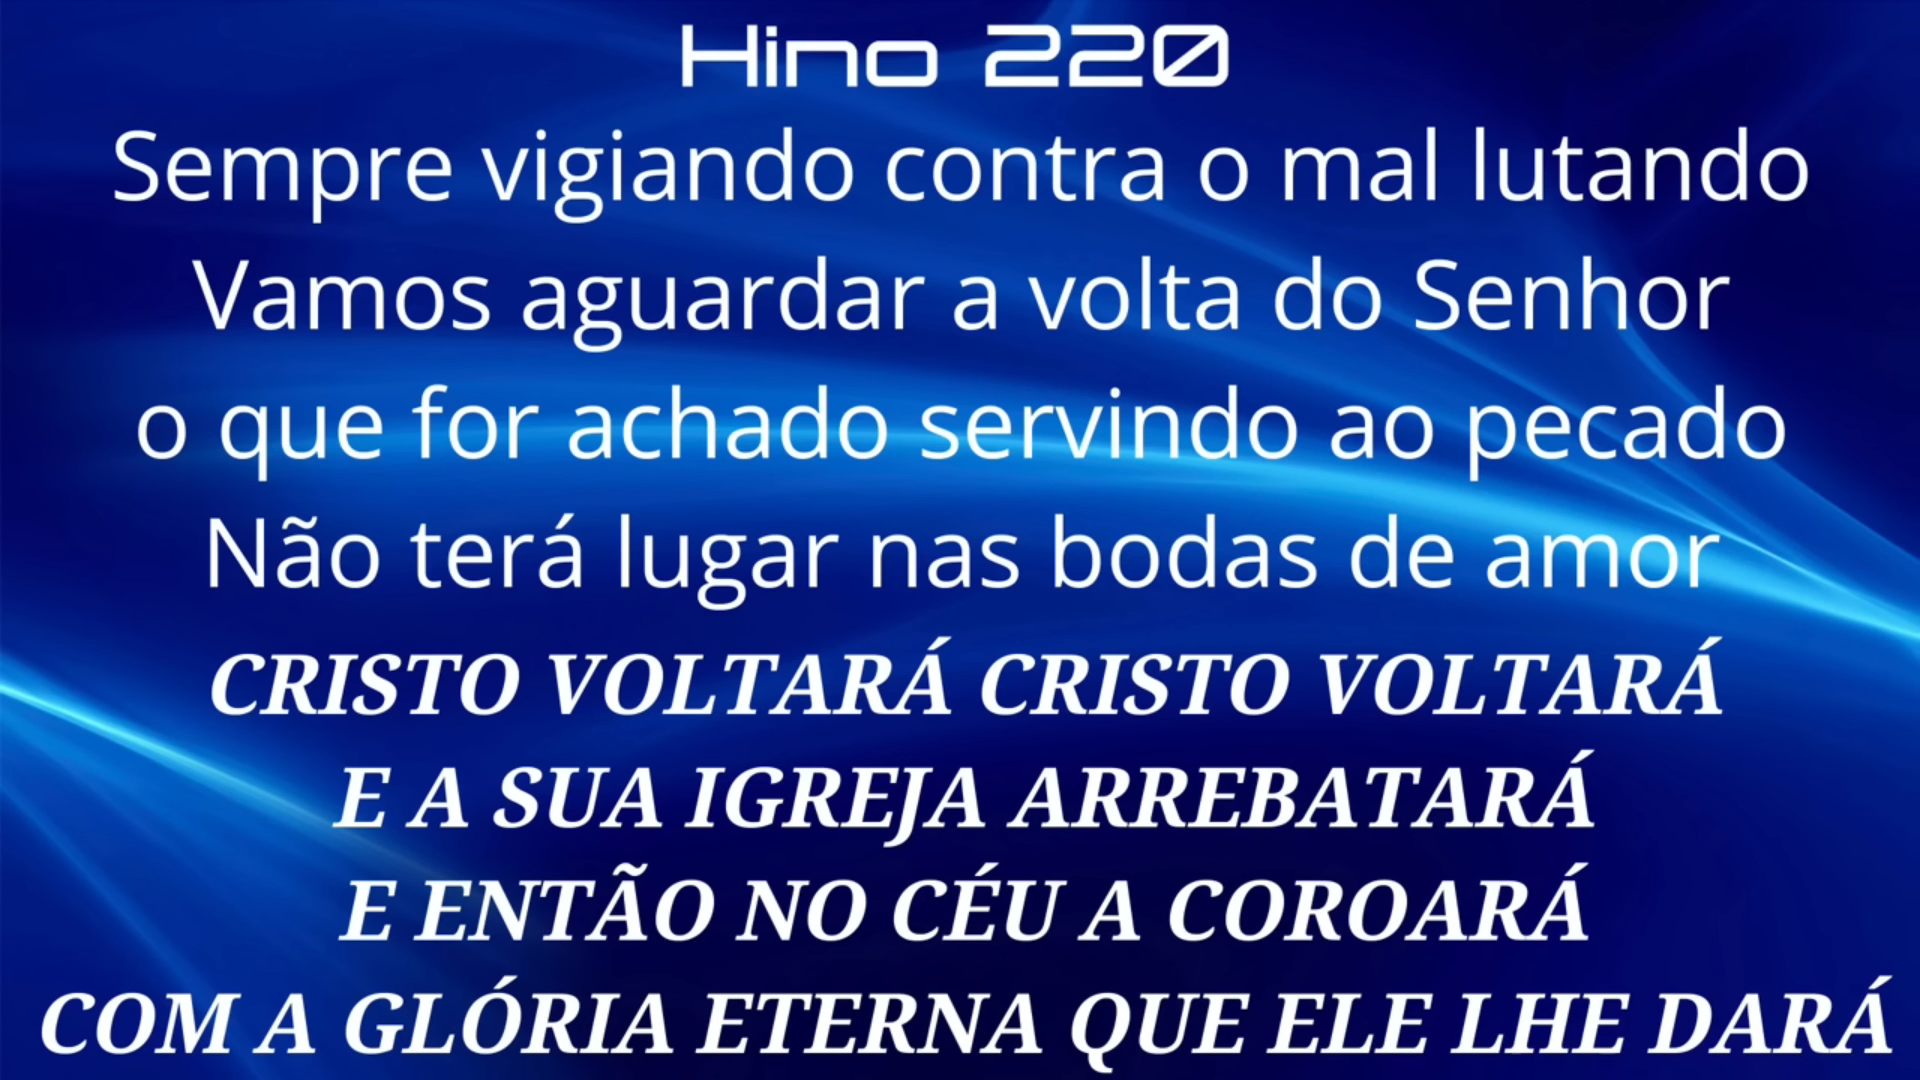 Hino 220
Sempre vigiando contra o mal lutando
Vamos aguardar a volta do Senhor
o que for achado servindo ao pecado
Não terá lugar nas bodas de amor
CRISTO VOLTARÁ CRISTO VOLTARÁ
E A SUA IGREJA ARREBATARÁ
E ENTÃO NO CÉU A COROARÁ
COM A GLÓRIA ETERNA QUE ELE LHE DARÁ